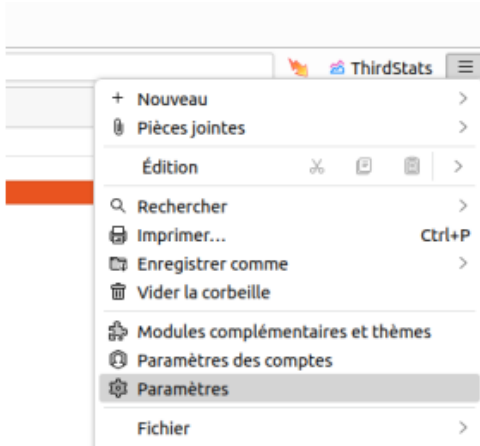 ThirdStats
Nouveau
Pièces jointes
Édition
Rechercher
Imprimer... Ctrl+P
Enregistrer comme
Vider la corbeille
Modules complémentaires et thèmes
Paramètres des comptes
Paramètres
Fichier